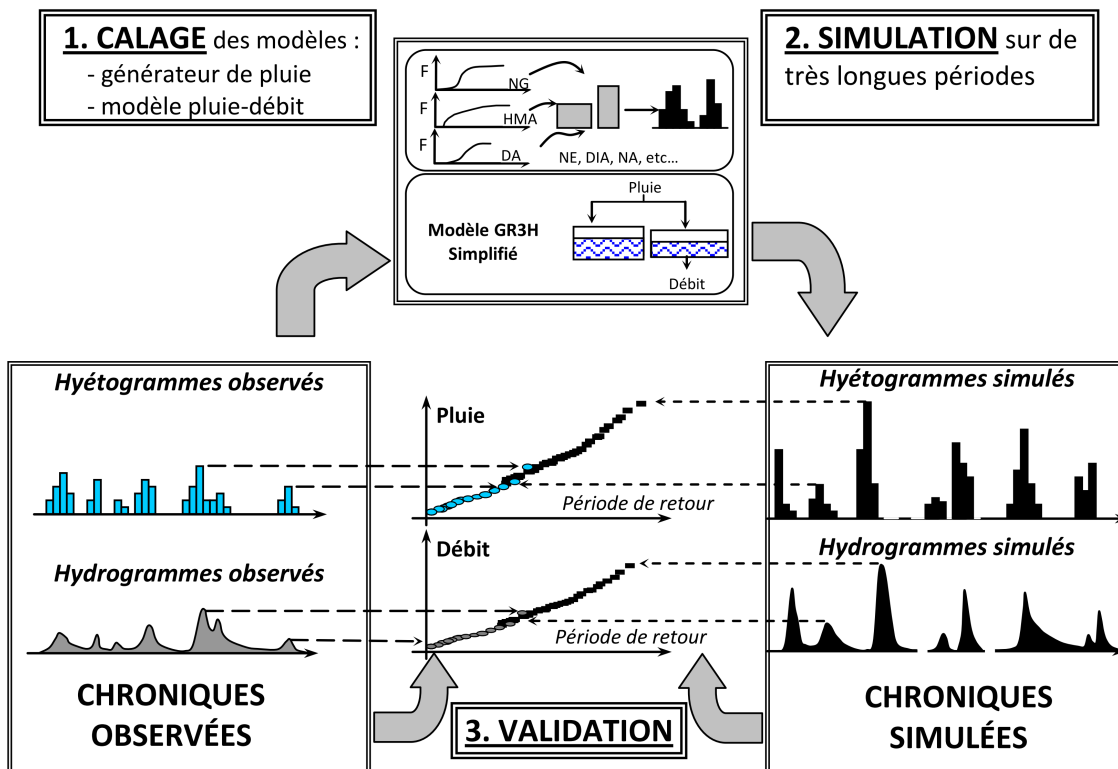 1. CALAGE des modèles :
- générateur de pluie
- modèle pluie-débit
F
NG
F
HMA
F
DA
NE, DIA, NA, etc...
Modèle GR3H
Simplifié
Pluie
Débit
2. SIMULATION sur de
très longues périodes
Hyétogrammes observés
Hydrogrammes observés
CHRONIQUES
OBSERVÉES
Pluie
Période de retour
Débit
Période de retour
3. VALIDATION
Hyétogrammes simulés
Hydrogrammes simulés
CHRONIQUES
SIMULÉES